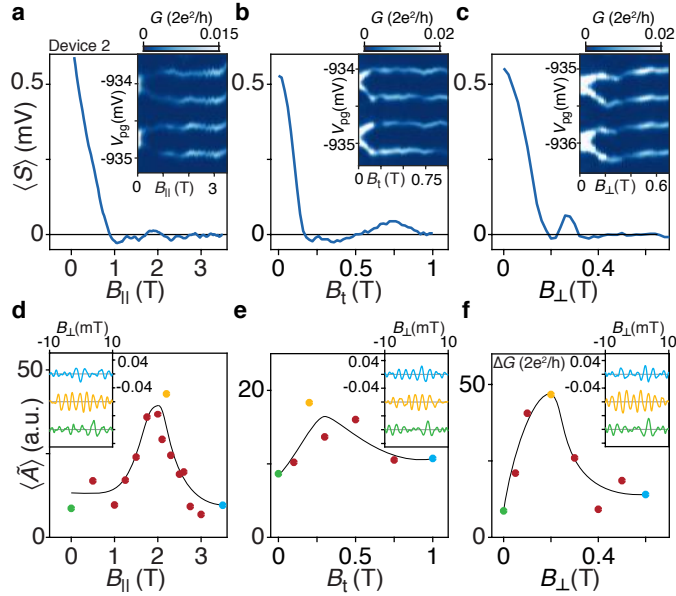 a
G (2e²/h)
0
0.015
Device 2
-934
V_pg (mV)
-935
0
B_|| (T)
3
0.5
⟨S⟩ (mV)
0
0
1
2
3
B_|| (T)
b
G (2e²/h)
0
0.02
-934
V_pg (mV)
-935
0
B_t (T)
0.75
0.5
0
0
0.5
1
B_t (T)
c
G (2e²/h)
0
0.02
-935
V_pg (mV)
-936
0
B_⊥ (T)
0.6
0.5
0
0
0.4
B_⊥ (T)
d
B_⊥ (mT)
-10
10
0.04
-0.04
50
⟨Ã⟩ (a.u.)
0
0
1
2
3
B_|| (T)
e
B_⊥ (mT)
-10
10
0.04
-0.04
20
0
0
0.5
1
B_t (T)
f
B_⊥ (mT)
-10
10
ΔG (2e²/h)
0.04
-0.04
50
0
0
0.4
B_⊥ (T)